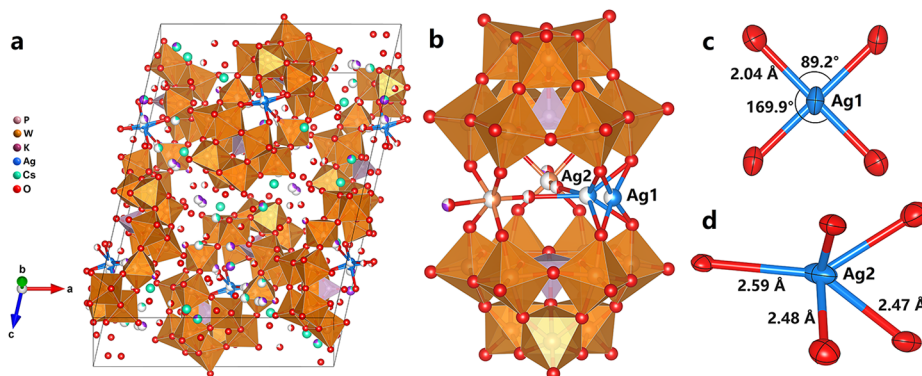 a
P
W
K
Ag
Cs
O
b
a
c
b
Ag2
Ag1
c
89.2°
2.04 Å
Ag1
169.9°
d
Ag2
2.59 Å
2.47 Å
2.48 Å